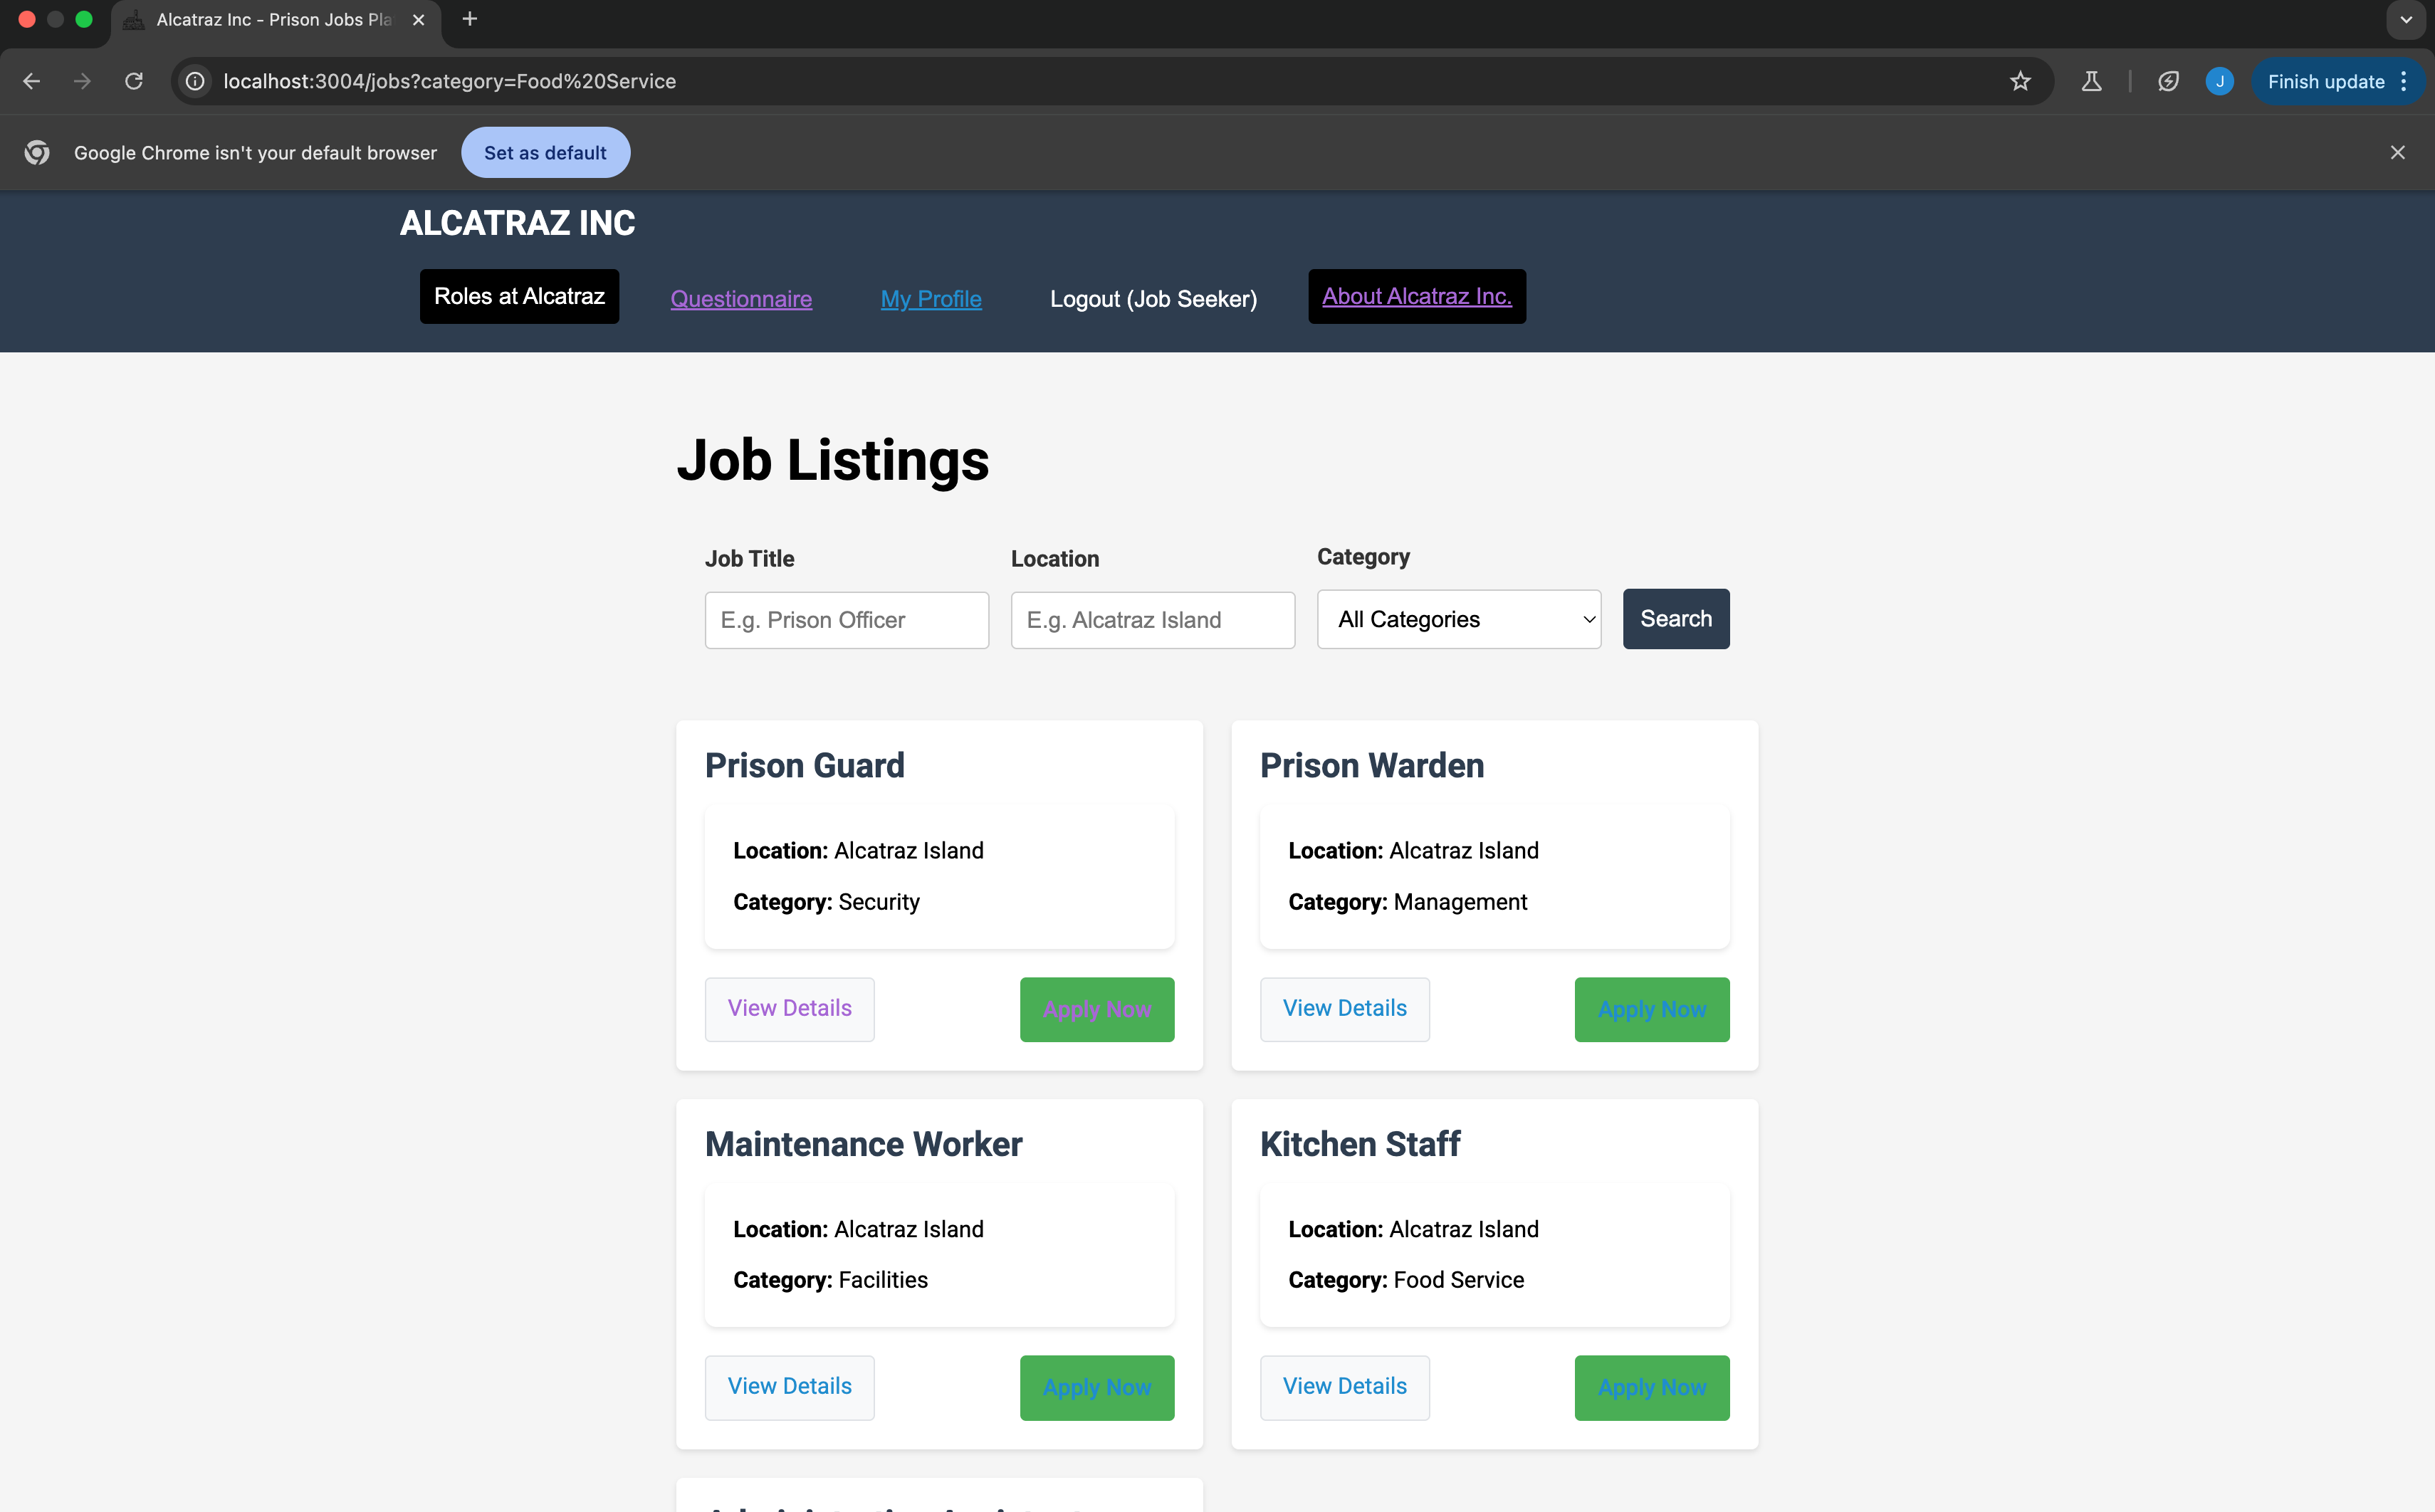 Alcatraz Inc - Prison Jobs Pla
localhost:3004/jobs?category=Food%20Service
J
Finish update
Google Chrome isn't your default browser
Set as default
ALCATRAZ INC
Roles at Alcatraz
Questionnaire
My Profile
Logout (Job Seeker)
About Alcatraz Inc.
Job Listings
Job Title
Location
Category
E.g. Prison Officer
E.g. Alcatraz Island
All Categories
Search
Prison Guard
Location: Alcatraz Island
Category: Security
View Details
Apply Now
Prison Warden
Location: Alcatraz Island
Category: Management
View Details
Apply Now
Maintenance Worker
Location: Alcatraz Island
Category: Facilities
View Details
Apply Now
Kitchen Staff
Location: Alcatraz Island
Category: Food Service
View Details
Apply Now